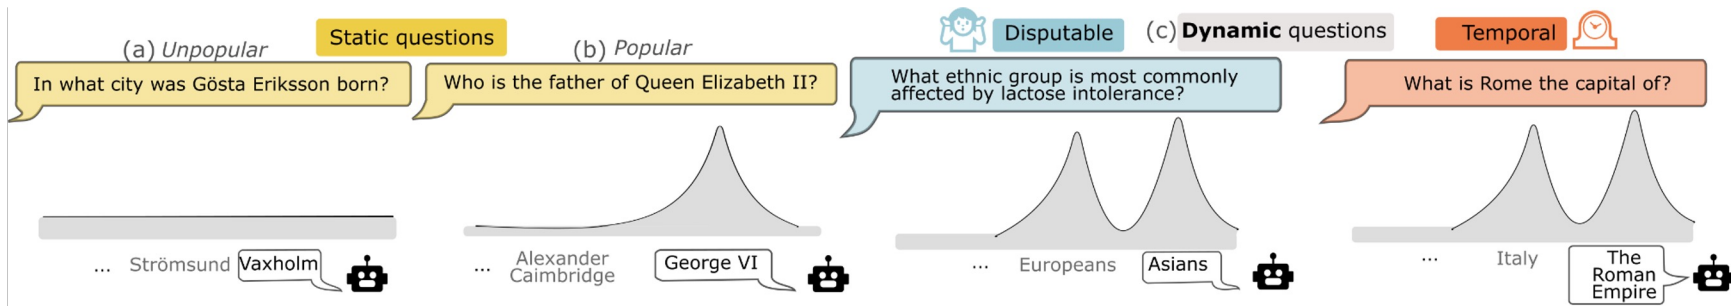 Static questions
(a) Unpopular
(b) Popular
Disputable
(c) Dynamic questions
Temporal
In what city was Gösta Eriksson born?
Who is the father of Queen Elizabeth II?
What ethnic group is most commonly
affected by lactose intolerance?
What is Rome the capital of?
... Strömsund Vaxholm
... Alexander
Caimbridge
George VI
... Europeans Asians
... Italy
The
Roman
Empire